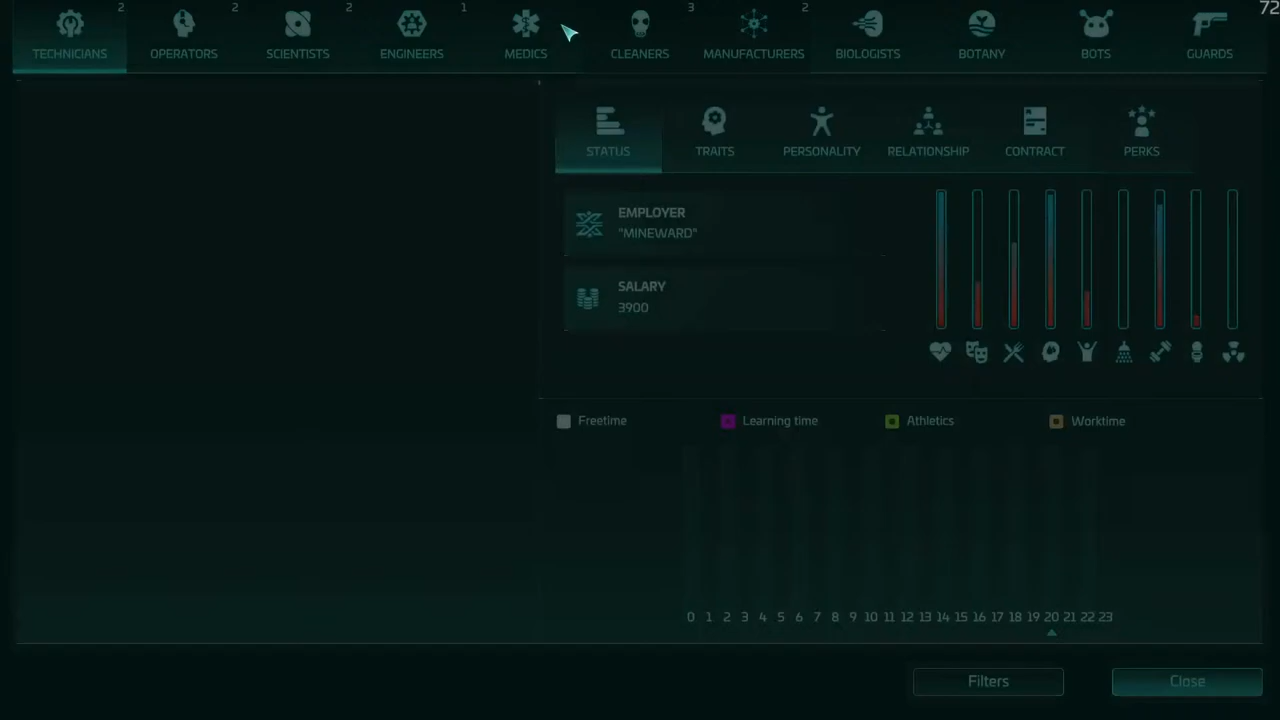 2 2 2 1 3 2 72
TECHNICIANS OPERATORS SCIENTISTS ENGINEERS MEDICS CLEANERS MANUFACTURERS BIOLOGISTS BOTANY BOTS GUARDS
STATUS TRAITS PERSONALITY RELATIONSHIP CONTRACT PERKS
EMPLOYER
"MINEWARD"
SALARY
3900
Freetime Learning time Athletics Worktime
0 1 2 3 4 5 6 7 8 9 10 11 12 13 14 15 16 17 18 19 20 21 22 23
Filters Close